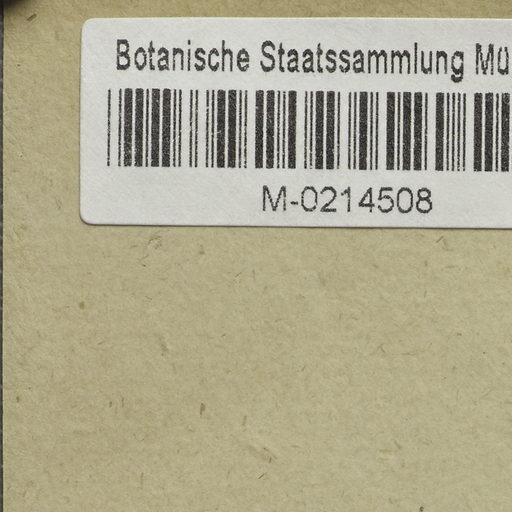 Botanische Staatssammlung Mü
M-0214508